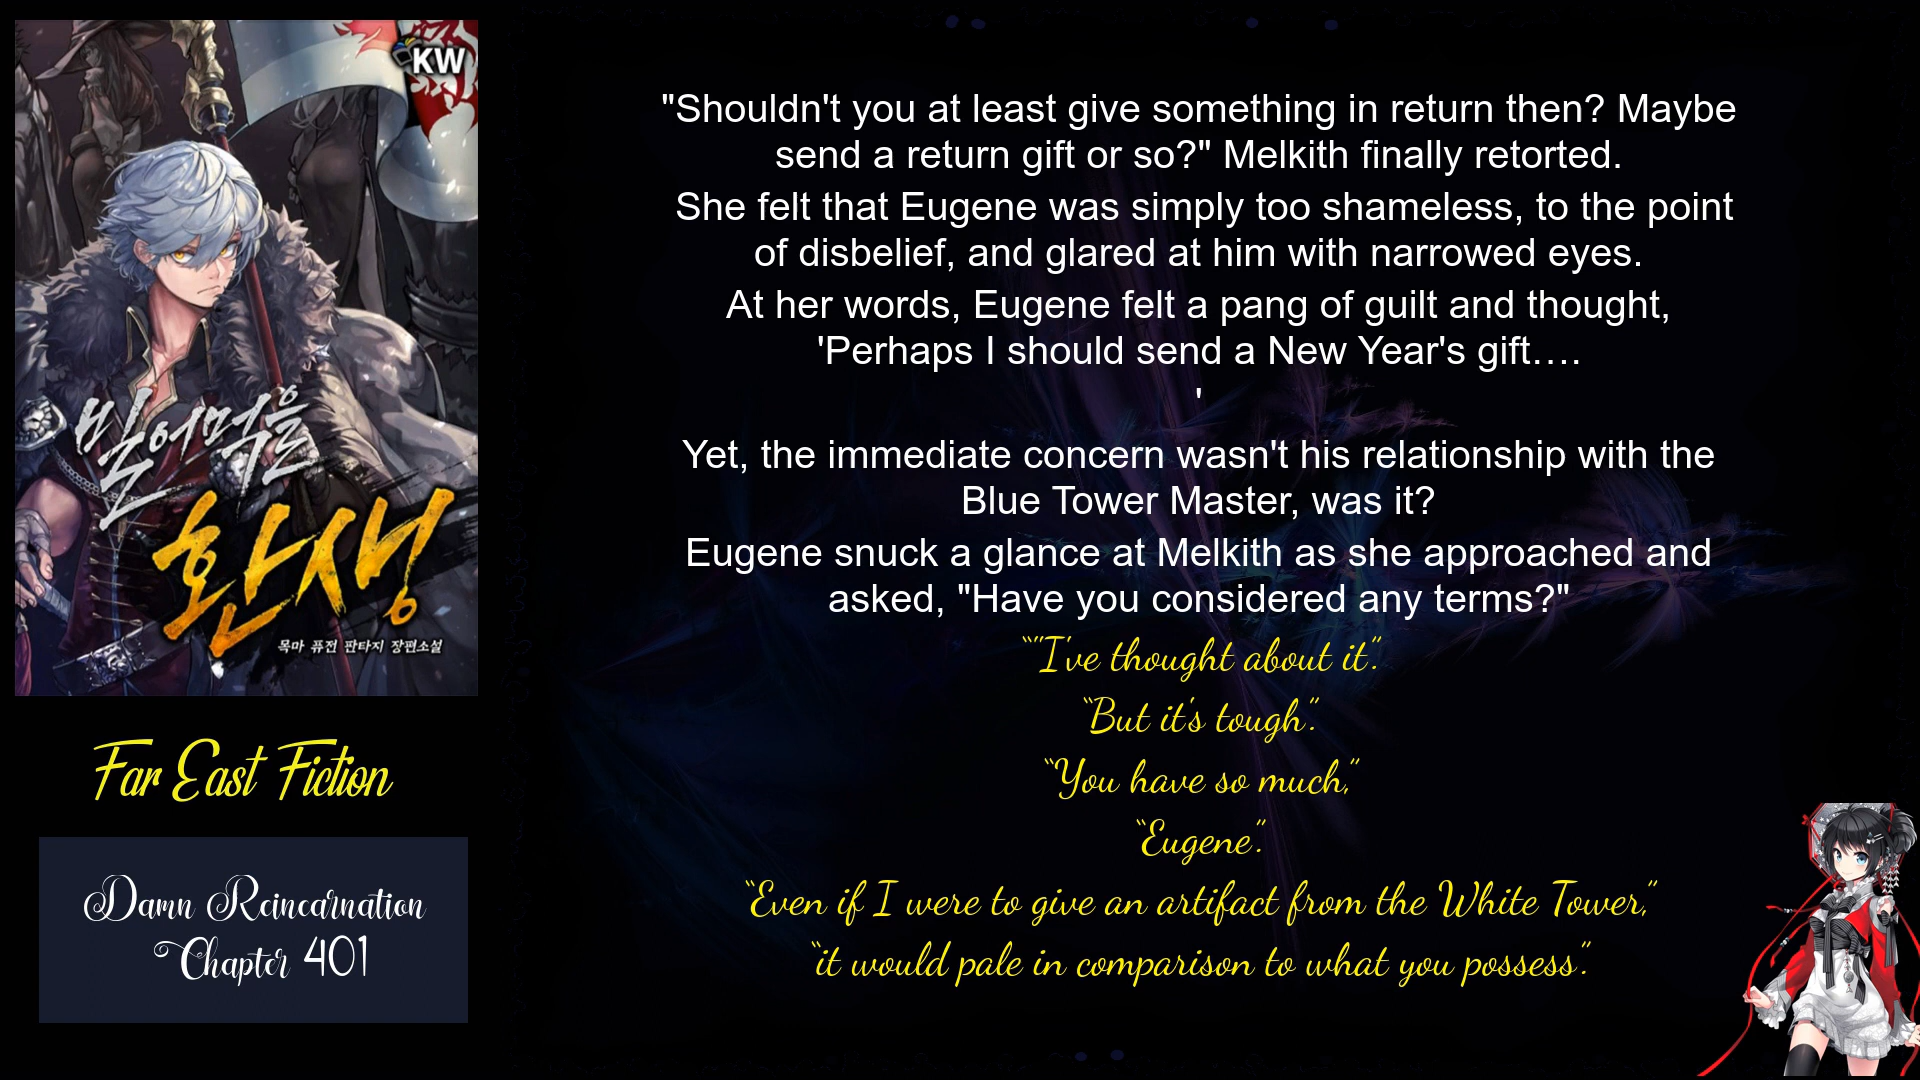 KW
빌어먹을
환생
목마 퓨전 판타지 장편소설
Far East Fiction
Damn Reincarnation
Chapter 401
"Shouldn't you at least give something in return then? Maybe
send a return gift or so?" Melkith finally retorted.
She felt that Eugene was simply too shameless, to the point
of disbelief, and glared at him with narrowed eyes.
At her words, Eugene felt a pang of guilt and thought,
'Perhaps I should send a New Year's gift….
'
Yet, the immediate concern wasn't his relationship with the
Blue Tower Master, was it?
Eugene snuck a glance at Melkith as she approached and
asked, "Have you considered any terms?"
“"I've thought about it”.
“But it's tough”.
“You have so much,”
“Eugene”.
“Even if I were to give an artifact from the White Tower,”
“it would pale in comparison to what you possess”.